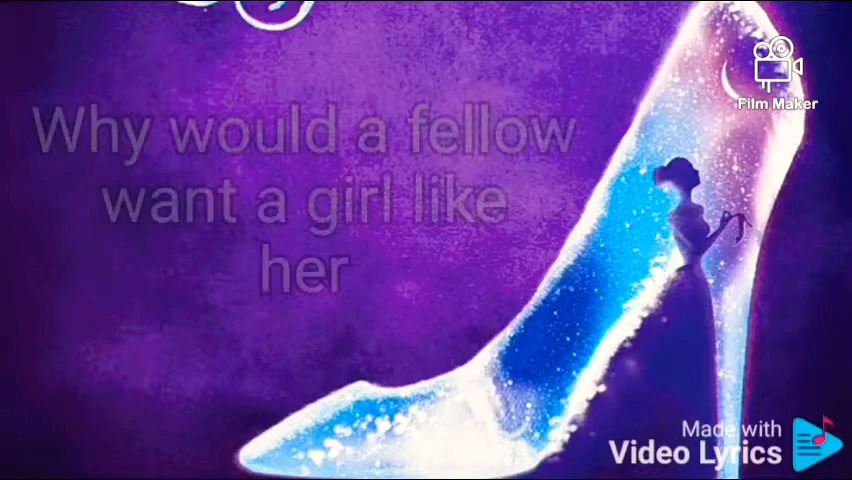 Why would a fellow
want a girl like
her
Film Maker
Made with
Video Lyrics